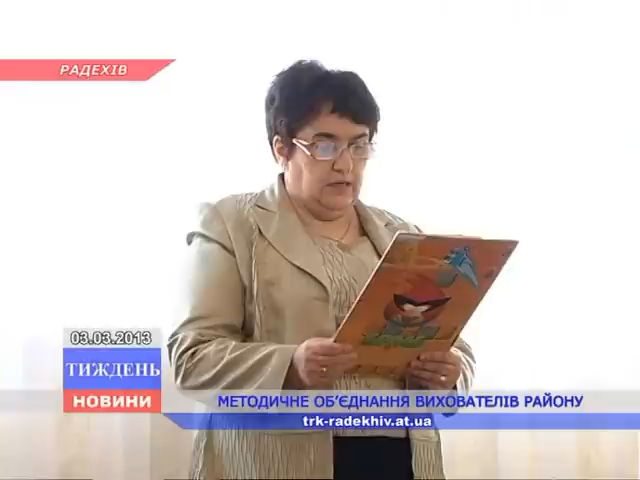 РАДЕХІВ
03.03.2013
ТИЖДЕНЬ
НОВИНИ
МЕТОДИЧНЕ ОБ'ЄДНАННЯ ВИХОВАТЕЛІВ РАЙОНУ
trk-radekhiv.at.ua